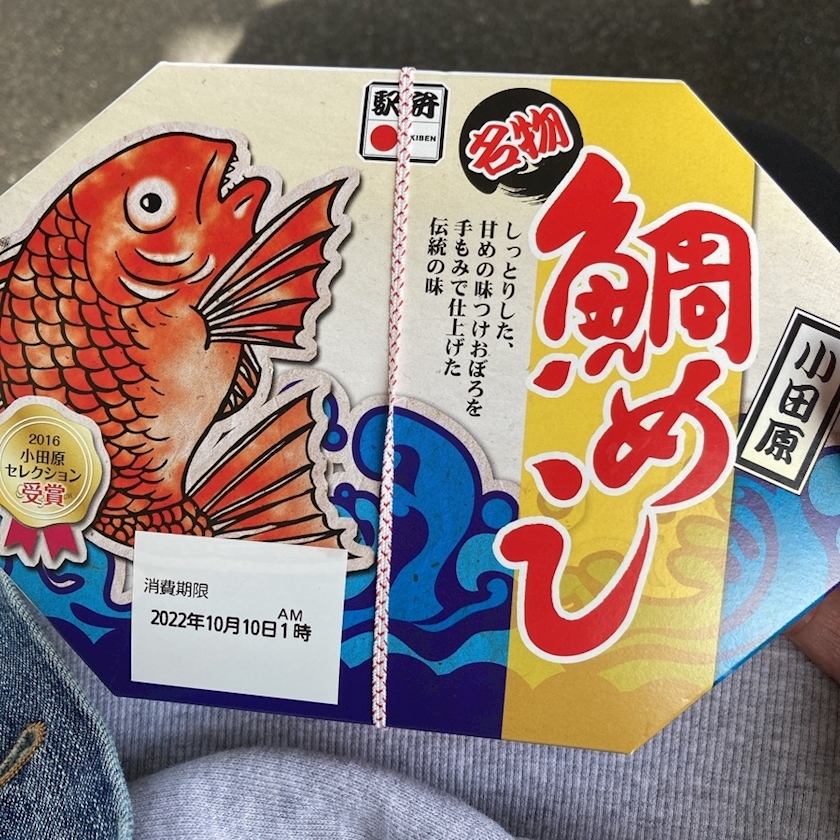 駅弁
KIBEN
名物
鯛めし
しっとりした、
甘めの味つけおぼろを
手もみで仕上げた
伝統の味
小田原
2016
小田原
セレクション
受賞
消費期限
AM
2022年10月10日1時